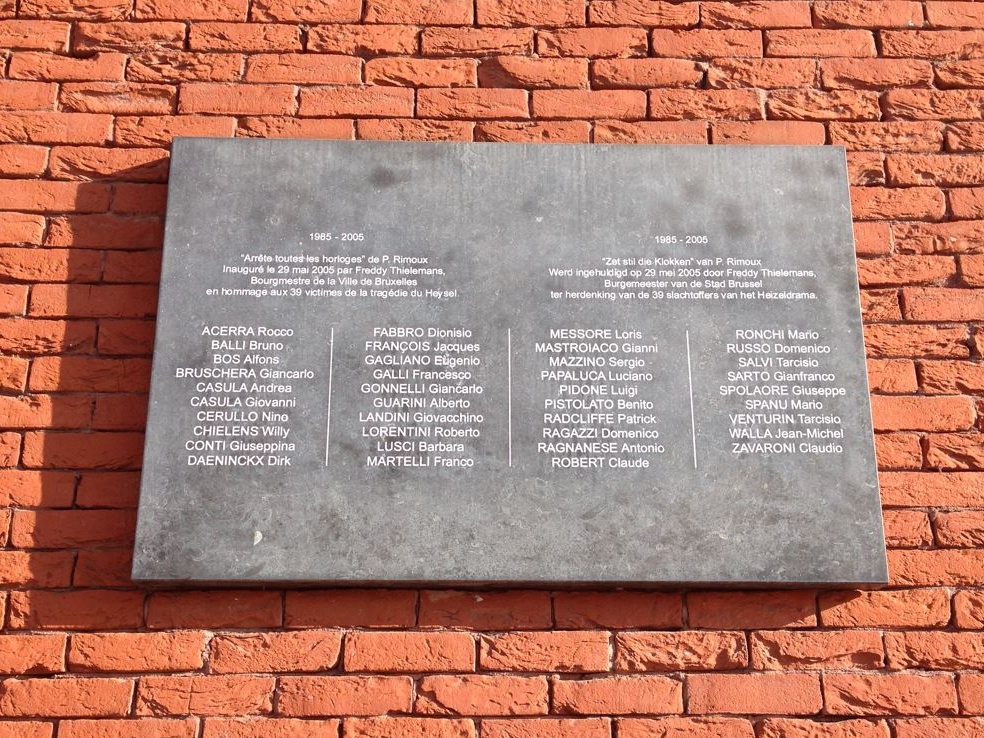 1985 - 2005
"Arrête toutes les horloges" de P. Rimoux
Inauguré le 29 mai 2005 par Freddy Thielemans,
Bourgmestre de la Ville de Bruxelles
en hommage aux 39 victimes de la tragédie du Heysel.
1985 - 2005
"Zet stil die Klokken" van P. Rimoux
Werd ingehuldigd op 29 mei 2005 door Freddy Thielemans,
Burgemeester van de Stad Brussel
ter herdenking van de 39 slachtoffers van het Heizeldrama.
ACERRA Rocco
BALLI Bruno
BOS Alfons
BRUSCHERA Giancarlo
CASULA Andrea
CASULA Giovanni
CERULLO Nino
CHIELENS Willy
CONTI Giuseppina
DAENINCKX Dirk
FABBRO Dionisio
FRANÇOIS Jacques
GAGLIANO Eugenio
GALLI Francesco
GONNELLI Giancarlo
GUARINI Alberto
LANDINI Giovacchino
LORENTINI Roberto
LUSCI Barbara
MARTELLI Franco
MESSORE Loris
MASTROIACO Gianni
MAZZINO Sergio
PAPALUCA Luciano
PIDONE Luigi
PISTOLATO Benito
RADCLIFFE Patrick
RAGAZZI Domenico
RAGNANESE Antonio
ROBERT Claude
RONCHI Mario
RUSSO Domenico
SALVI Tarcisio
SARTO Gianfranco
SPOLAORE Giuseppe
SPANU Mario
VENTURIN Tarcisio
WALLA Jean-Michel
ZAVARONI Claudio